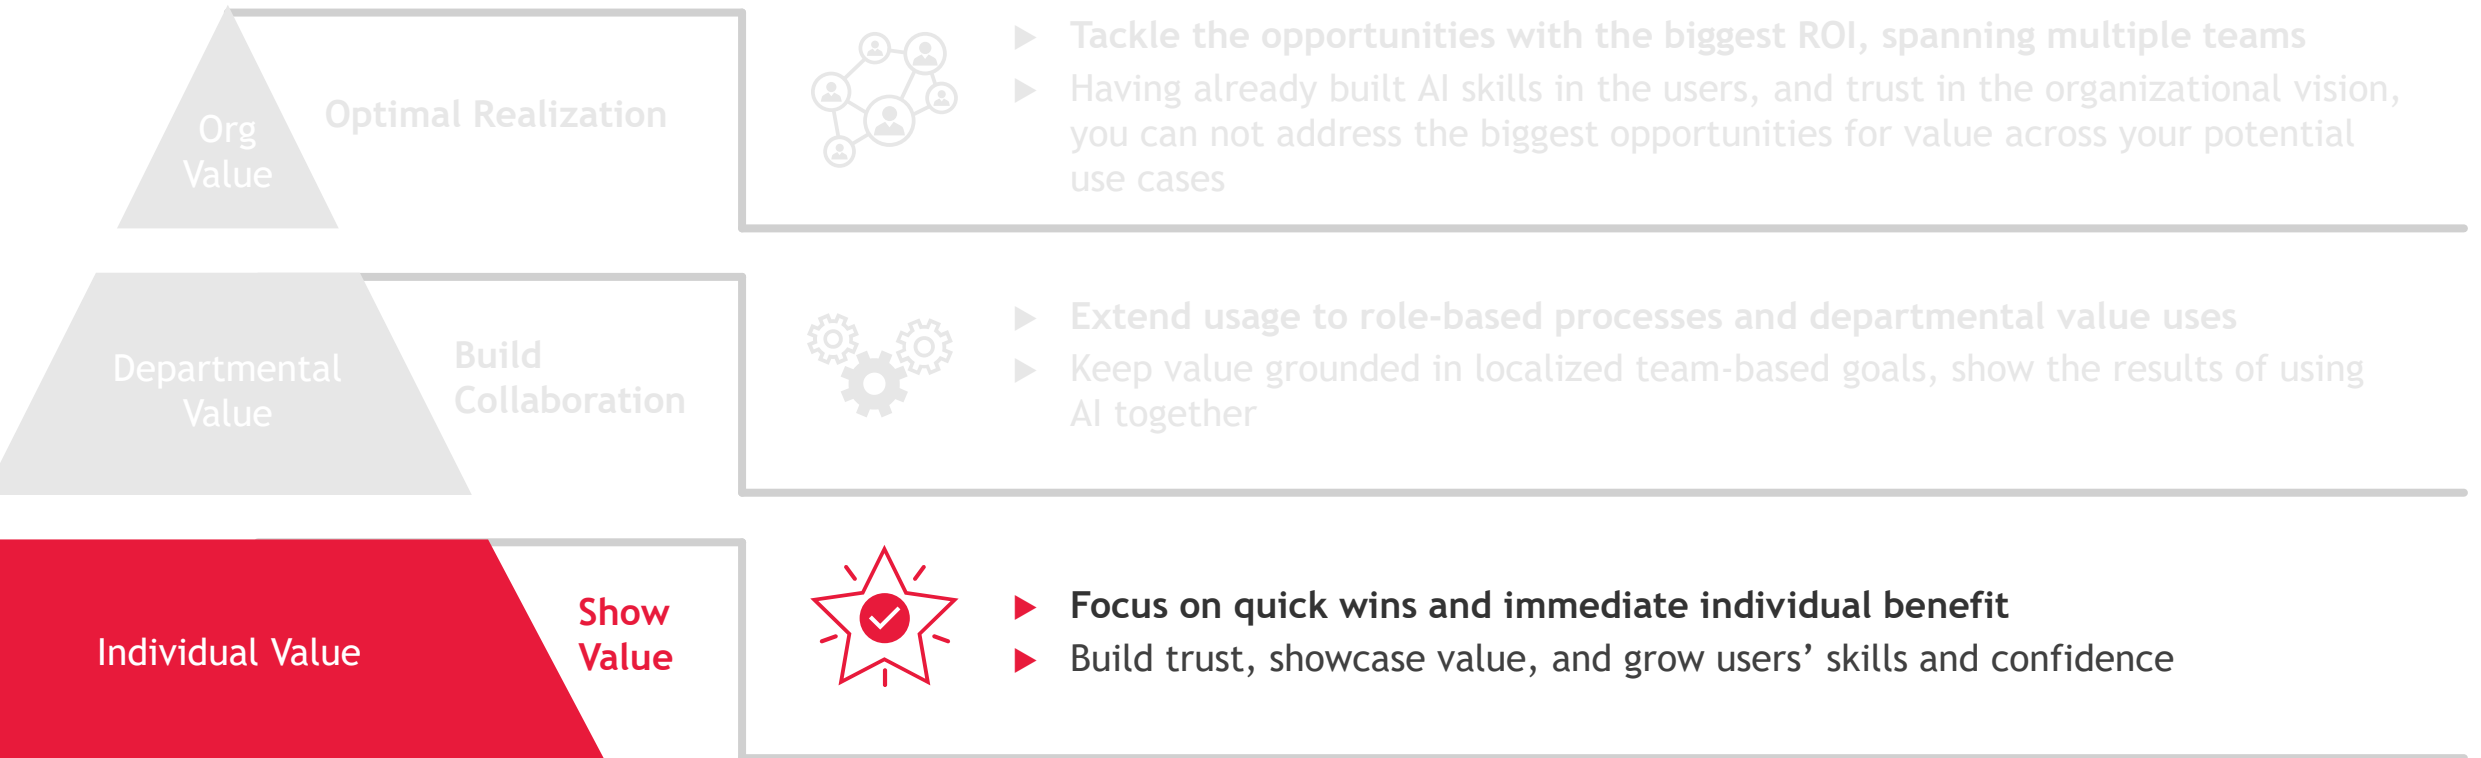 Org
Value
Optimal Realization
Tackle the opportunities with the biggest ROI, spanning multiple teams
Having already built AI skills in the users, and trust in the organizational vision,
you can not address the biggest opportunities for value across your potential
use cases
Departmental
Value
Build
Collaboration
Extend usage to role-based processes and departmental value uses
Keep value grounded in localized team-based goals, show the results of using
AI together
Individual Value
Show
Value
Focus on quick wins and immediate individual benefit
Build trust, showcase value, and grow users’ skills and confidence